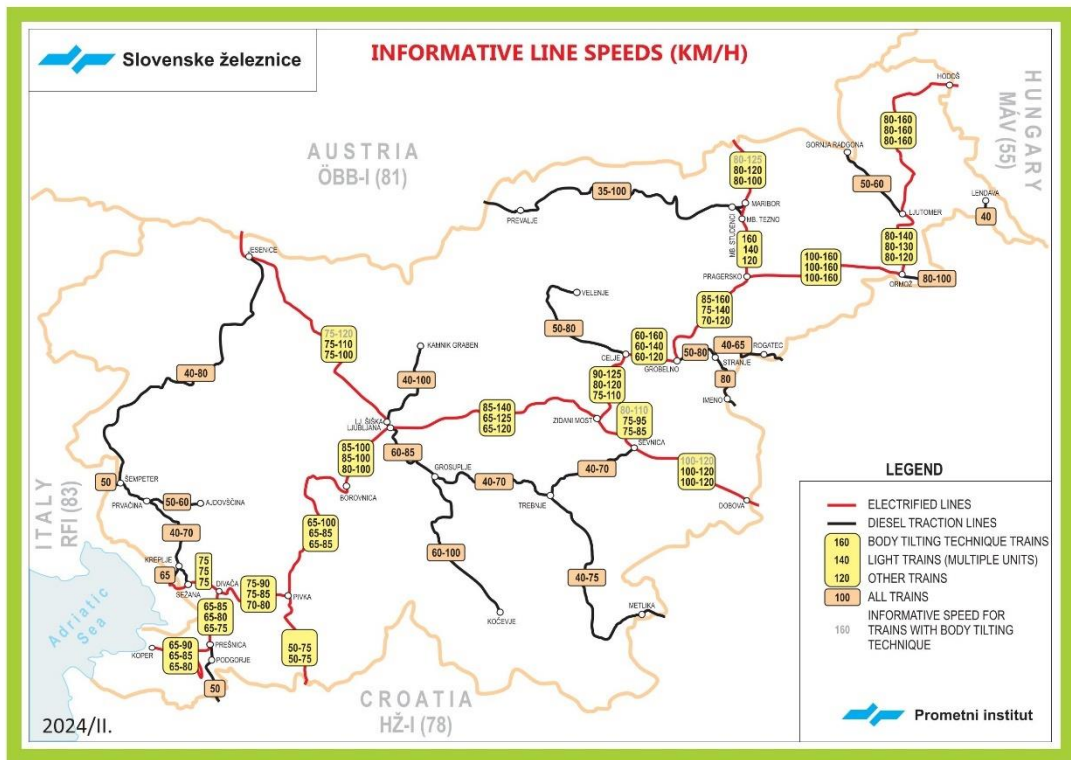 Slovenske železnice
INFORMATIVE LINE SPEEDS (KM/H)
HUNGARY
MÁV (55)
AUSTRIA
ÖBB-I (81)
ITALY
RFI (83)
CROATIA
HŽ-I (78)
Adriatic
Sea
HODOŠ
80-160
80-160
80-160
GORNJA RADGONA
50-60
LJUTOMER
LENDAVA
40
80-140
80-130
80-120
ORMOŽ
80-100
80-125
80-120
80-100
35-100
PREVALJE
MARIBOR
MB. TEZNO
MB. STUDENCI
160
140
120
PRAGERSKO
100-160
100-160
100-160
85-160
75-140
70-120
VELENJE
50-80
CELJE
60-160
60-140
60-120
GROBELNO
50-80
40-65
ROGATEC
STRANJE
80
IMENO
90-125
80-120
75-110
ZIDANI MOST
80-110
75-95
75-85
SEVNICA
100-120
100-120
100-120
DOBOVA
ESENICE
75-120
75-110
75-100
KAMNIK GRABEN
40-100
LJ. ŠIŠKA
LJUBLJANA
85-140
65-125
65-120
40-80
60-85
GROSUPLJE
40-70
40-70
TREBNJE
60-100
KOČEVJE
40-75
METLIKA
85-100
85-100
80-100
BOROVNICA
65-100
65-85
65-85
50
ŠEMPETER
PRVAČINA
50-60
AJDOVŠČINA
40-70
KREPLJE
65
SEŽANA
75
75
75
DIVAČA
75-90
75-85
70-80
PIVKA
65-85
65-80
65-75
50-75
50-75
PREŠNICA
PODGORJE
KOPER
65-90
65-85
65-80
50
LEGEND
ELECTRIFIED LINES
DIESEL TRACTION LINES
160 BODY TILTING TECHNIQUE TRAINS
140 LIGHT TRAINS (MULTIPLE UNITS)
120 OTHER TRAINS
100 ALL TRAINS
160 INFORMATIVE SPEED FOR
TRAINS WITH BODY TILTING
TECHNIQUE
Prometni institut
2024/II.